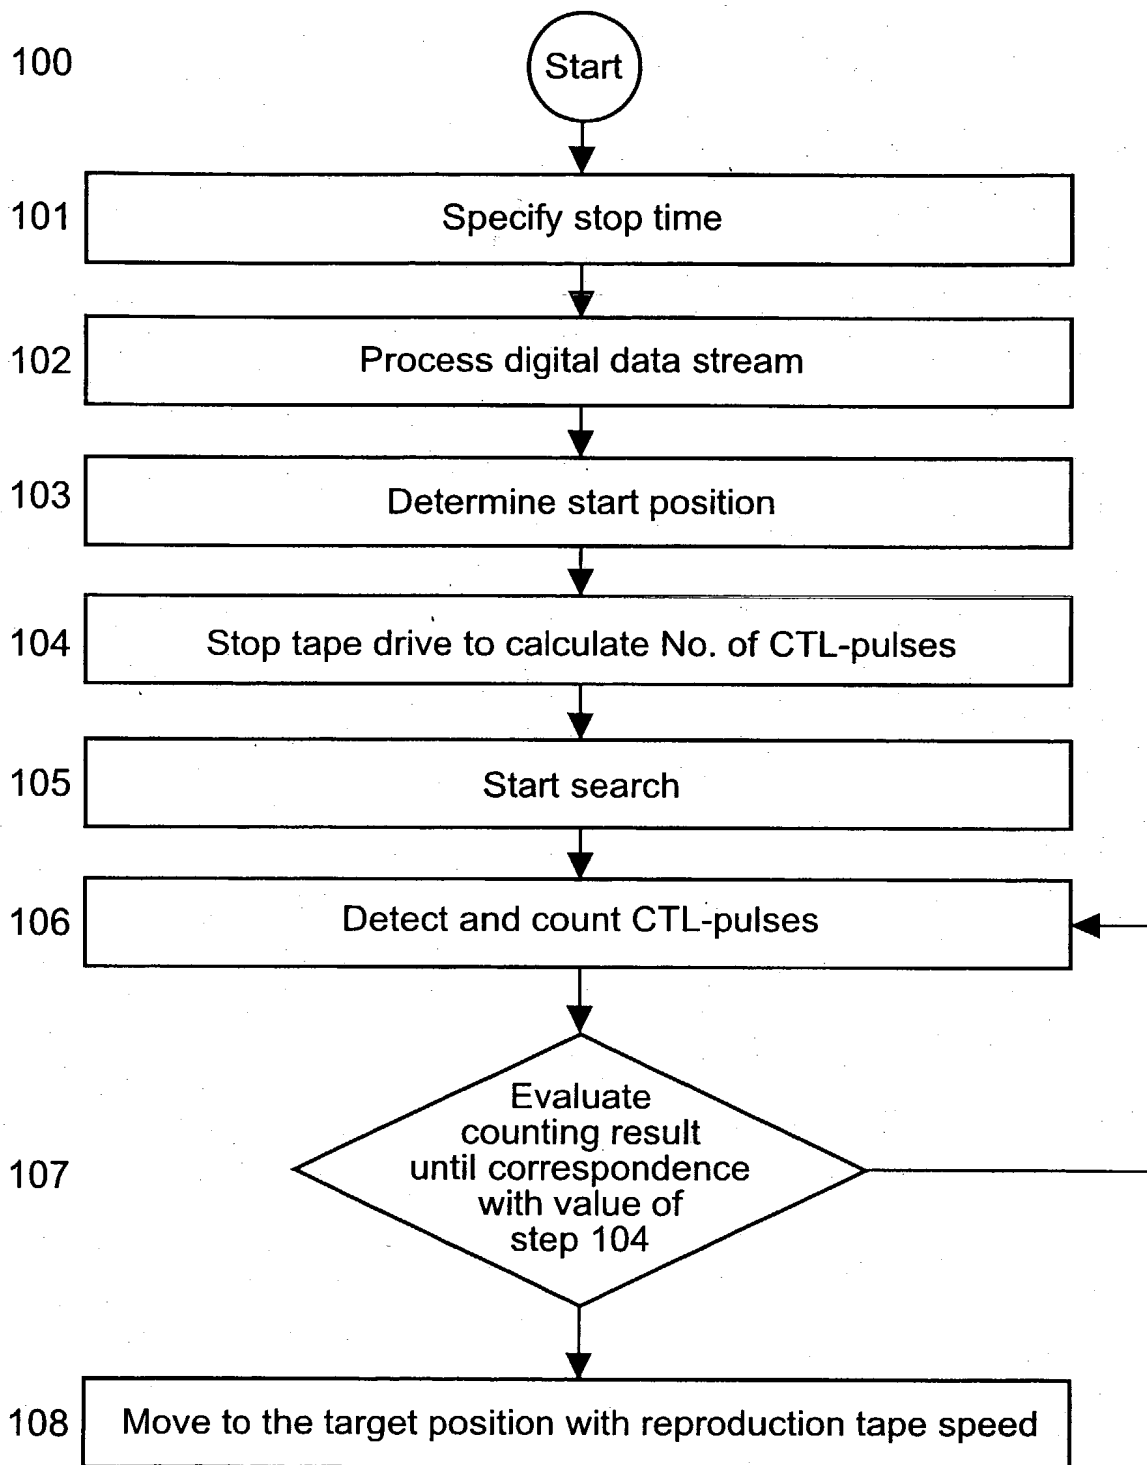 100
Start
101
Specify stop time
102
Process digital data stream
103
Determine start position
104
Stop tape drive to calculate No. of CTL-pulses
105
Start search
106
Detect and count CTL-pulses
107
Evaluate
counting result
until correspondence
with value of
step 104
108
Move to the target position with reproduction tape speed